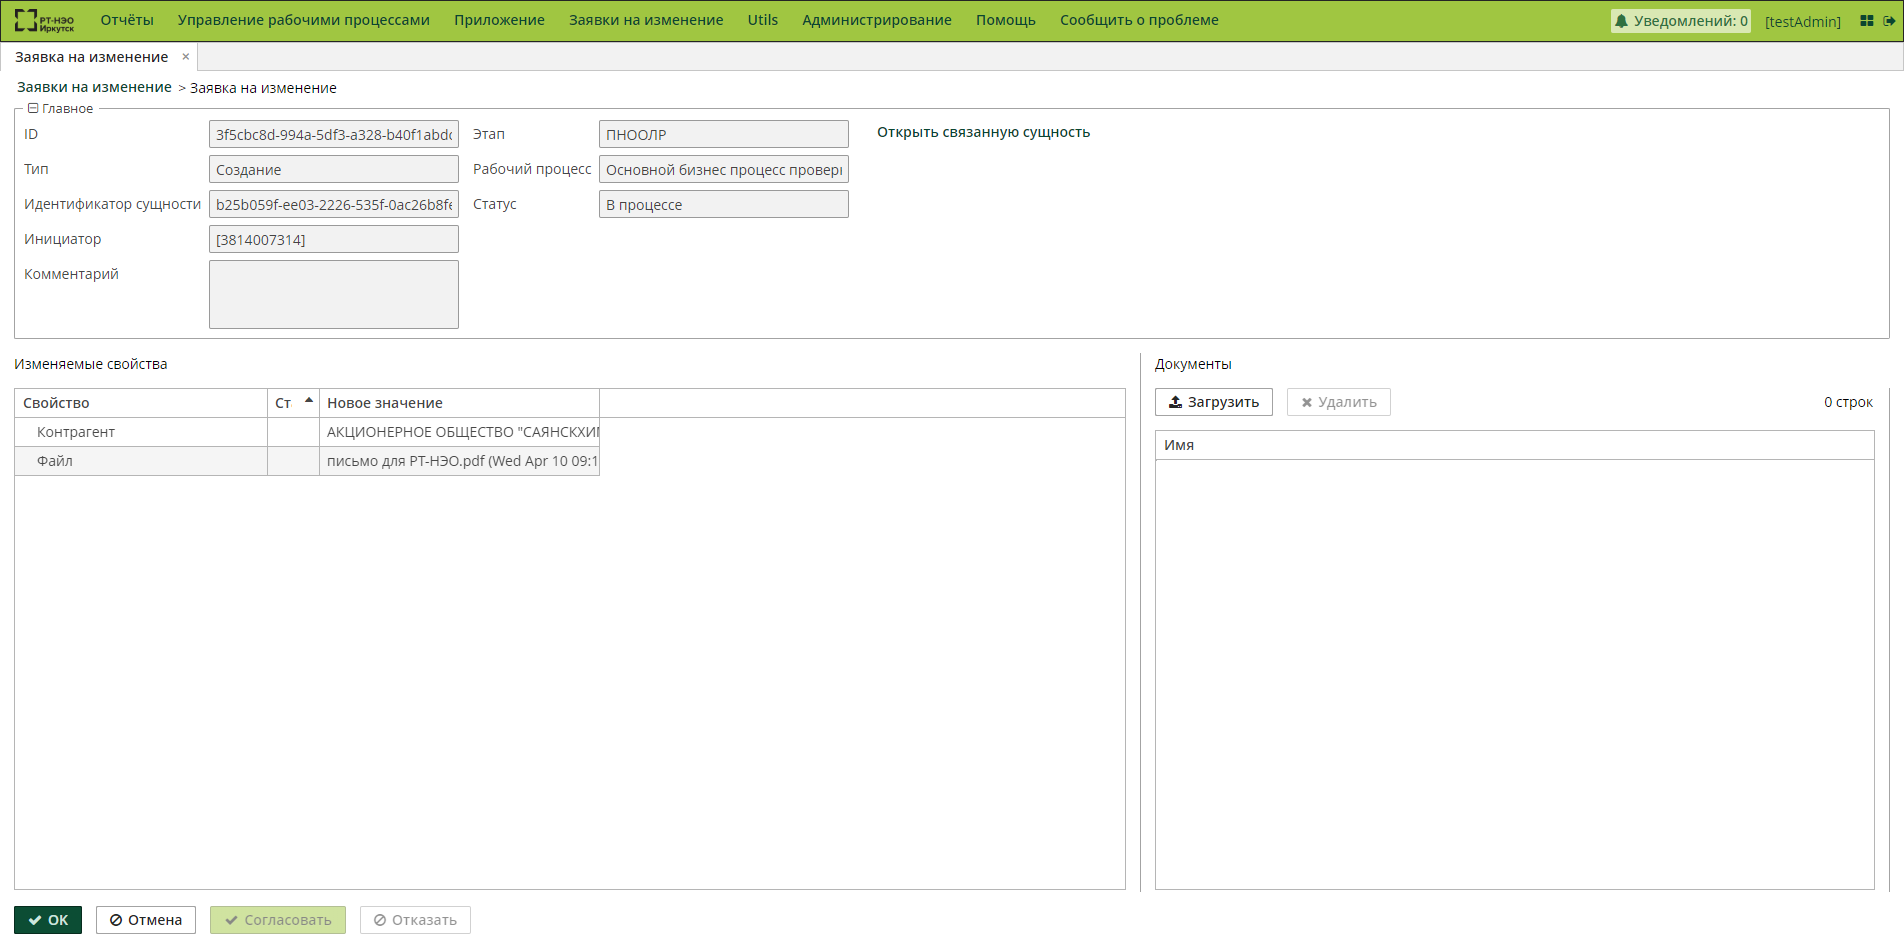 РТ-НЭО
Иркутск
Отчёты Управление рабочими процессами Приложение Заявки на изменение Utils Администрирование Помощь Сообщить о проблеме Уведомлений: 0 [testAdmin]
Заявка на изменение ×
Заявки на изменение > Заявка на изменение
Главное
ID 3f5cbc8d-994a-5df3-a328-b40f1abd Этап ПНООЛР Открыть связанную сущность
Тип Создание Рабочий процесс Основной бизнес процесс провер
Идентификатор сущности b25b059f-ee03-2226-535f-0ac26b8f Статус В процессе
Инициатор [3814007314]
Комментарий
Изменяемые свойства
Свойство Ст Новое значение
Контрагент АКЦИОНЕРНОЕ ОБЩЕСТВО "САЯНСКХИ
Файл письмо для РТ-НЭО.pdf (Wed Apr 10 09:1
Документы
Загрузить Удалить 0 строк
Имя
OK Отмена Согласовать Отказать